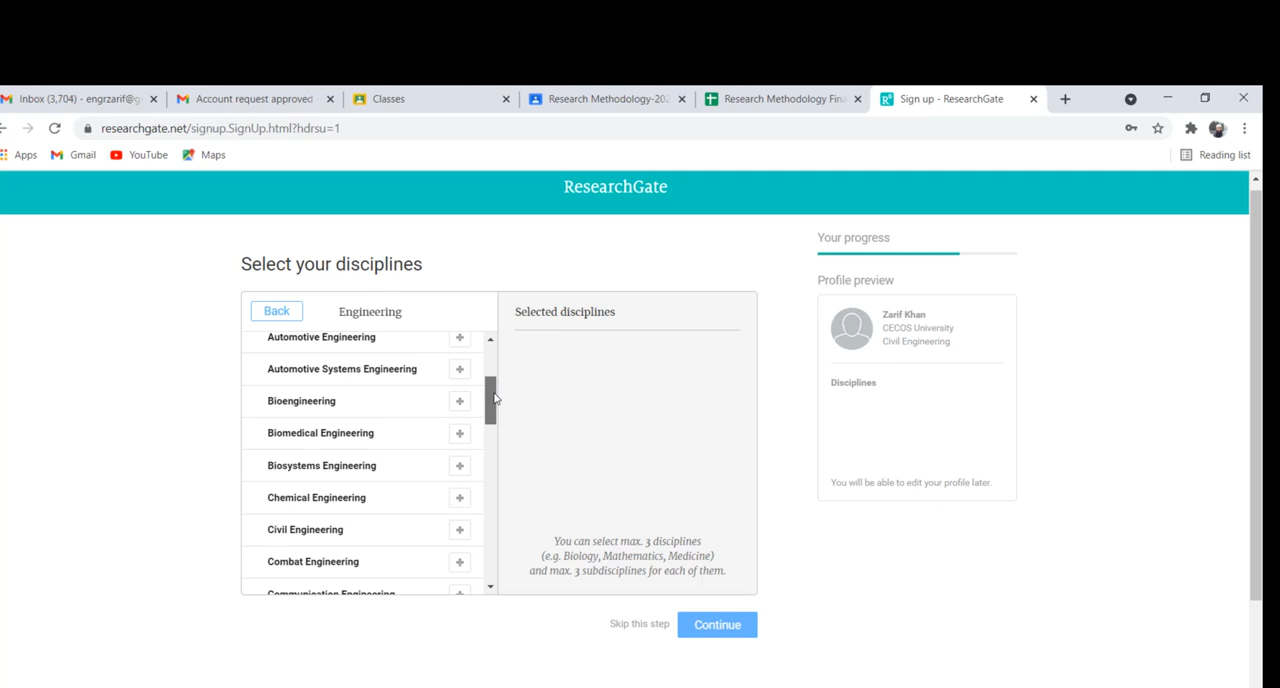 Inbox (3,704) - engrzarif@g
Account request approved
Classes
Research Methodology-202
Research Methodology Fina
Sign up - ResearchGate
researchgate.net/signup.SignUp.html?hdrsu=1
Apps
Gmail
YouTube
Maps
Reading list
ResearchGate
Select your disciplines
Back
Engineering
Automotive Engineering
Automotive Systems Engineering
Bioengineering
Biomedical Engineering
Biosystems Engineering
Chemical Engineering
Civil Engineering
Combat Engineering
Communication Engineering
Selected disciplines
You can select max. 3 disciplines
(e.g. Biology, Mathematics, Medicine)
and max. 3 subdisciplines for each of them.
Skip this step
Continue
Your progress
Profile preview
Zarif Khan
CECOS University
Civil Engineering
Disciplines
You will be able to edit your profile later.